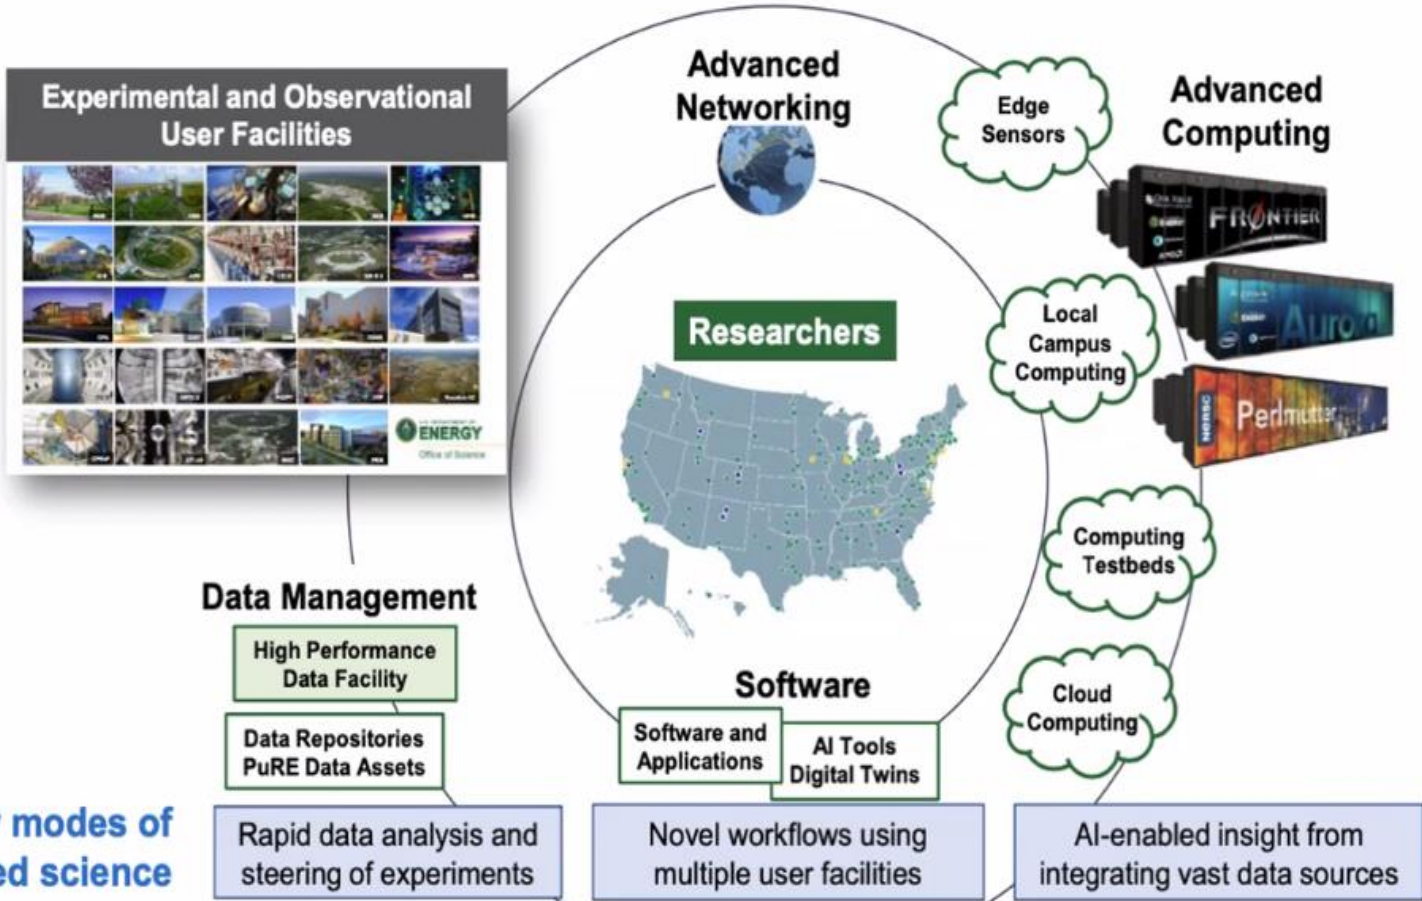 Experimental and Observational
User Facilities
U.S. DEPARTMENT OF
ENERGY
Office of Science
Advanced
Networking
Edge
Sensors
Advanced
Computing
FRONTIER
Aurora
NERSC
Perlmutter
Local
Campus
Computing
Researchers
Computing
Testbeds
Cloud
Computing
Data Management
High Performance
Data Facility
Data Repositories
PuRE Data Assets
Software
Software and
Applications
AI Tools
Digital Twins
modes of
science
Rapid data analysis and
steering of experiments
Novel workflows using
multiple user facilities
AI-enabled insight from
integrating vast data sources